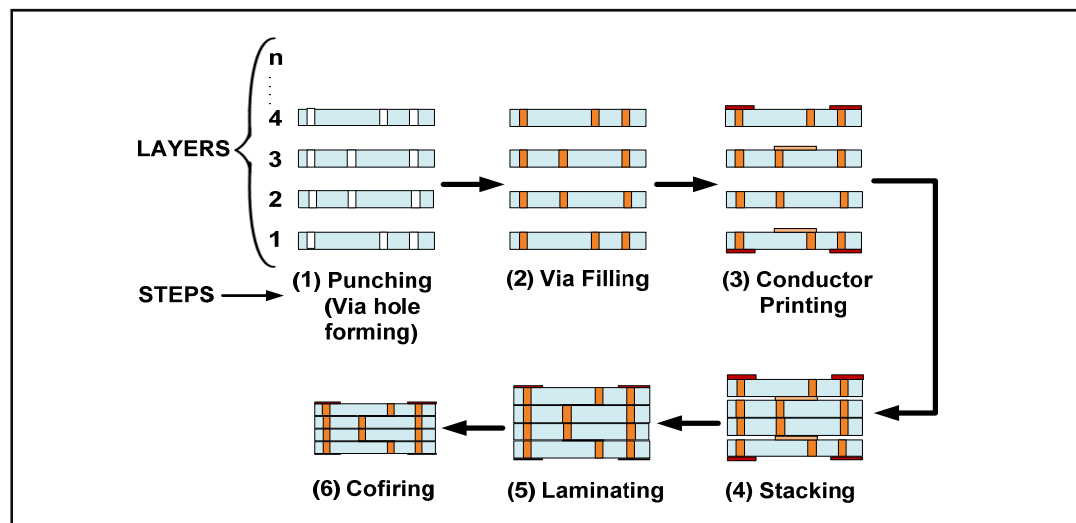 n
4
LAYERS
3
2
1
(1) Punching
(Via hole
forming)
(2) Via Filling
(3) Conductor
Printing
STEPS
(4) Stacking
(5) Laminating
(6) Cofiring